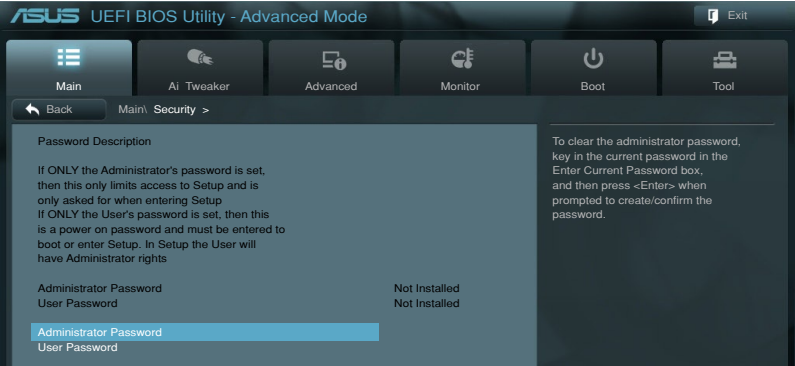 ASUS UEFI BIOS Utility - Advanced Mode
Exit
Main
Ai Tweaker
Advanced
Monitor
Boot
Tool
Back
Main\ Security >
Password Description
If ONLY the Administrator's password is set,
then this only limits access to Setup and is
only asked for when entering Setup
If ONLY the User's password is set, then this
is a power on password and must be entered to
boot or enter Setup. In Setup the User will
have Administrator rights
Administrator Password Not Installed
User Password Not Installed
Administrator Password
User Password
To clear the administrator password,
key in the current password in the
Enter Current Password box,
and then press <Enter> when
prompted to create/confirm the
password.